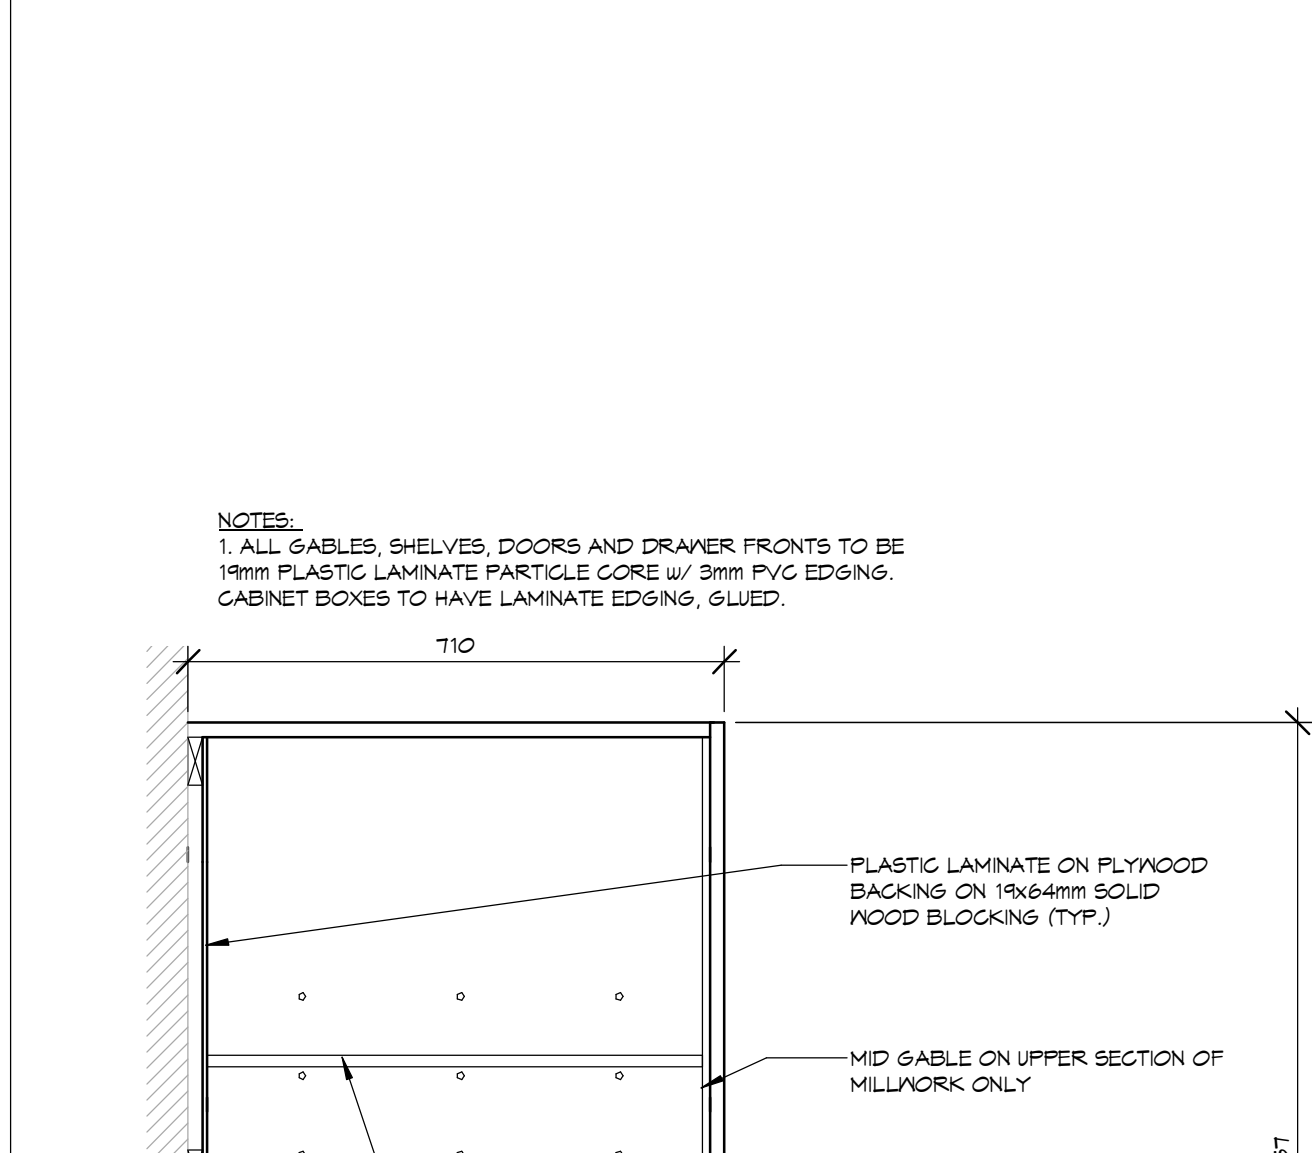 NOTES:
1. ALL GABLES, SHELVES, DOORS AND DRAWER FRONTS TO BE
19mm PLASTIC LAMINATE PARTICLE CORE w/ 3mm PVC EDGING.
CABINET BOXES TO HAVE LAMINATE EDGING, GLUED.
710
PLASTIC LAMINATE ON PLYWOOD
BACKING ON 19x64mm SOLID
WOOD BLOCKING (TYP.)
MID GABLE ON UPPER SECTION OF
MILLWORK ONLY